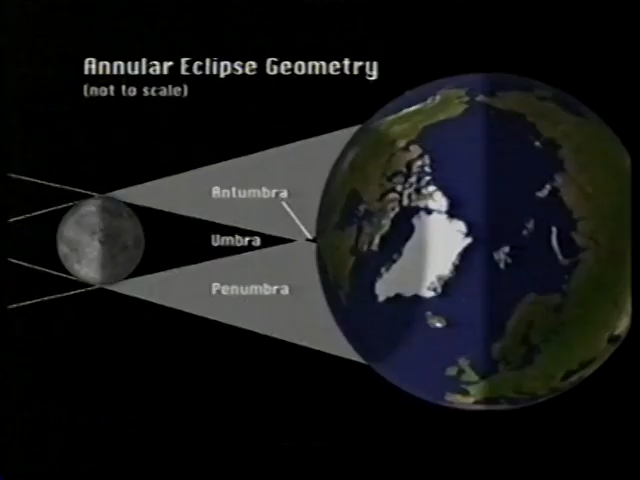 Annular Eclipse Geometry
(not to scale)
Antumbra
Umbra
Penumbra